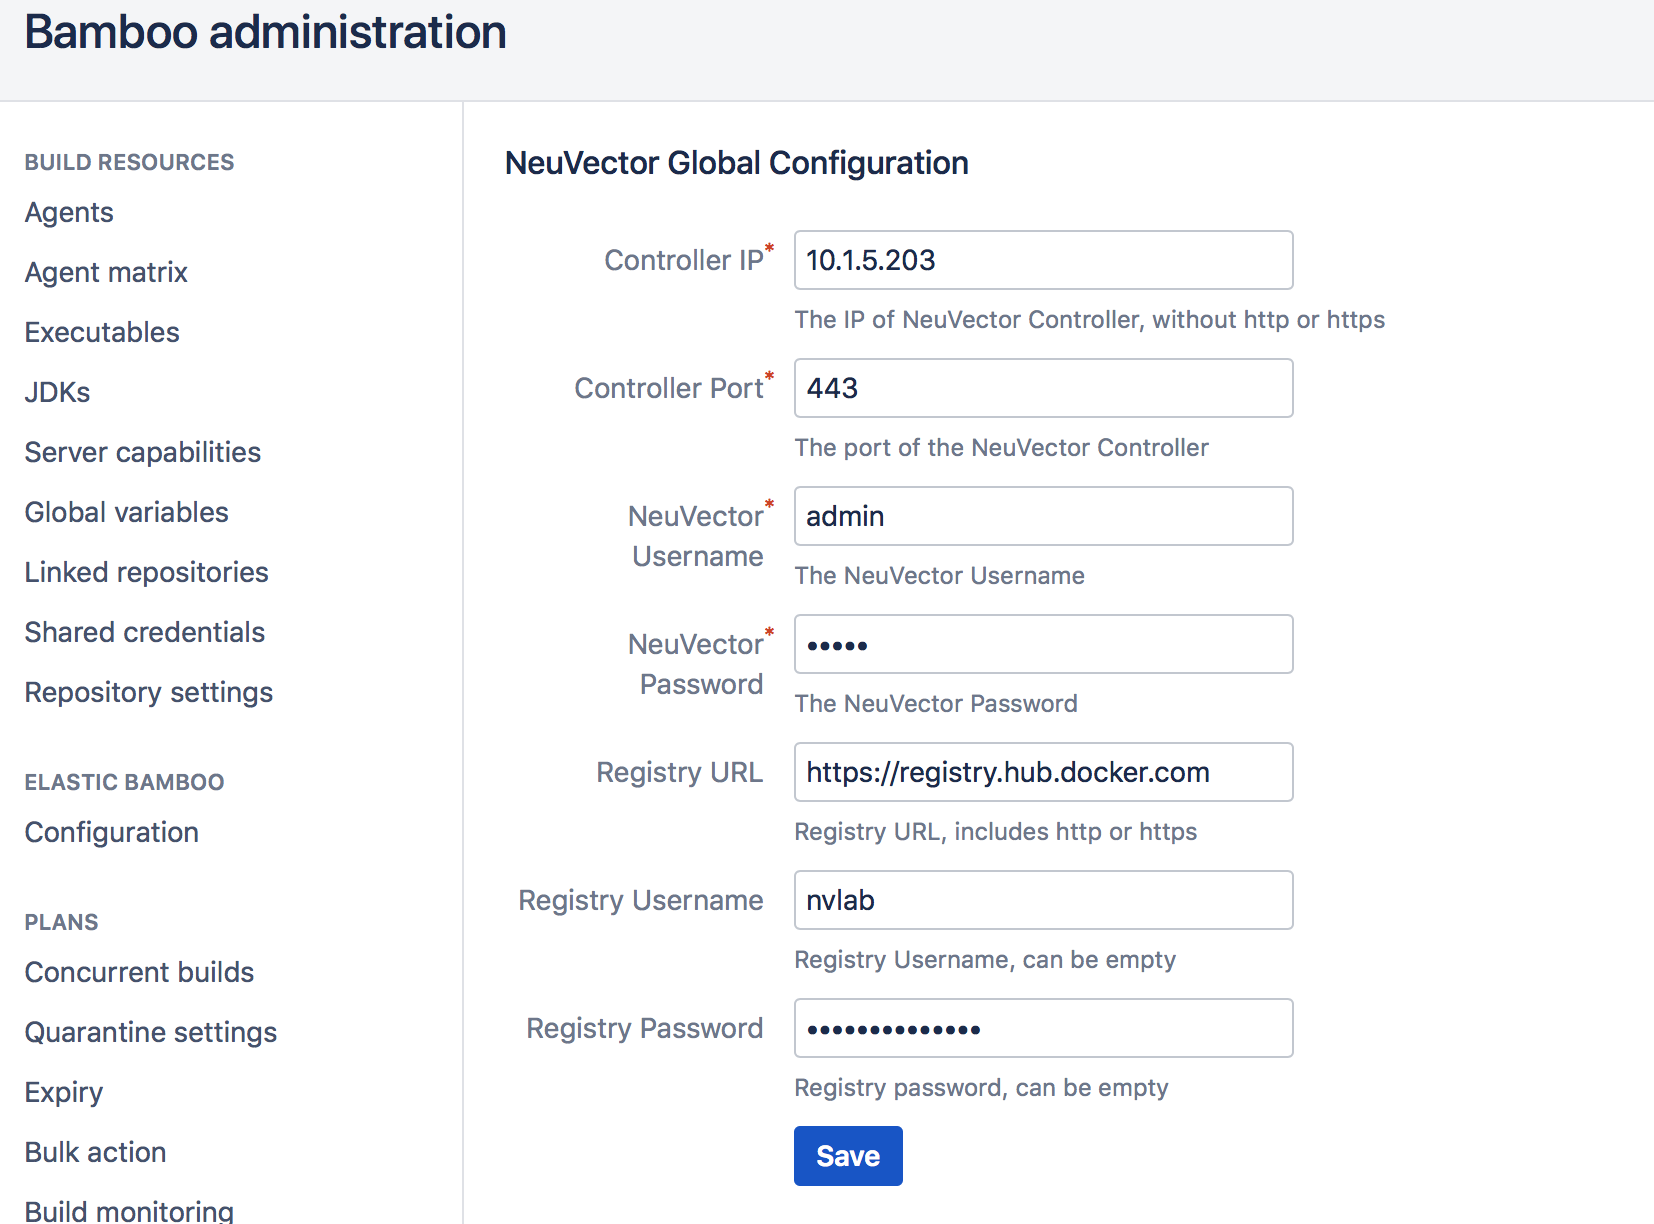 Bamboo administration
BUILD RESOURCES
Agents
Agent matrix
Executables
JDKs
Server capabilities
Global variables
Linked repositories
Shared credentials
Repository settings
ELASTIC BAMBOO
Configuration
PLANS
Concurrent builds
Quarantine settings
Expiry
Bulk action
Build monitoring
NeuVector Global Configuration
Controller IP* 10.1.5.203
The IP of NeuVector Controller, without http or https
Controller Port* 443
The port of the NeuVector Controller
NeuVector* admin
Username
The NeuVector Username
NeuVector* •••••
Password
The NeuVector Password
Registry URL https://registry.hub.docker.com
Registry URL, includes http or https
Registry Username nvlab
Registry Username, can be empty
Registry Password ••••••••••••••
Registry password, can be empty
Save